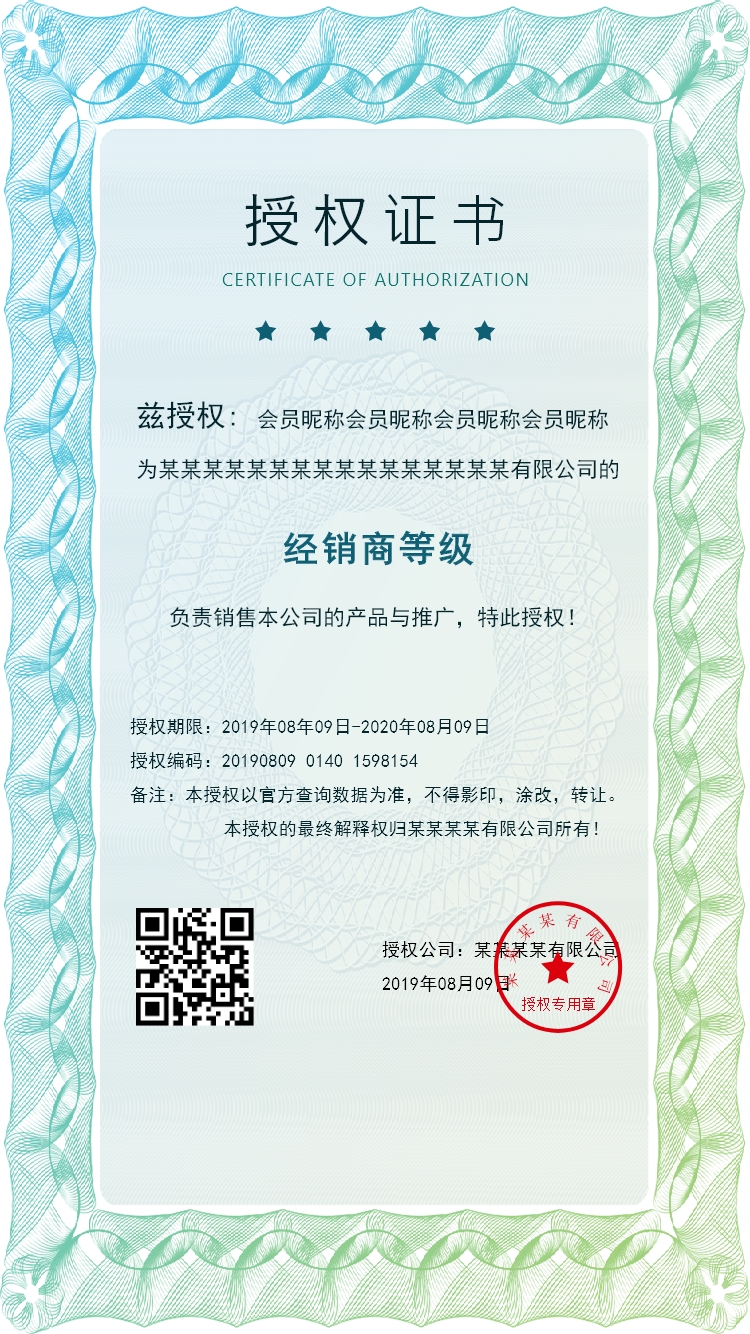 授权证书
CERTIFICATE OF AUTHORIZATION
兹授权： 会员昵称会员昵称会员昵称会员昵称
为某某某某某某某某某某某某某某某某有限公司的
经销商等级
负责销售本公司的产品与推广，特此授权！
授权期限：2019年08年09日-2020年08月09日
授权编码：20190809 0140 1598154
备注：本授权以官方查询数据为准，不得影印，涂改，转让。
本授权的最终解释权归某某某某有限公司所有！
授权公司：某某某某有限公司
2019年08月09日
某某某某有限公司
授权专用章